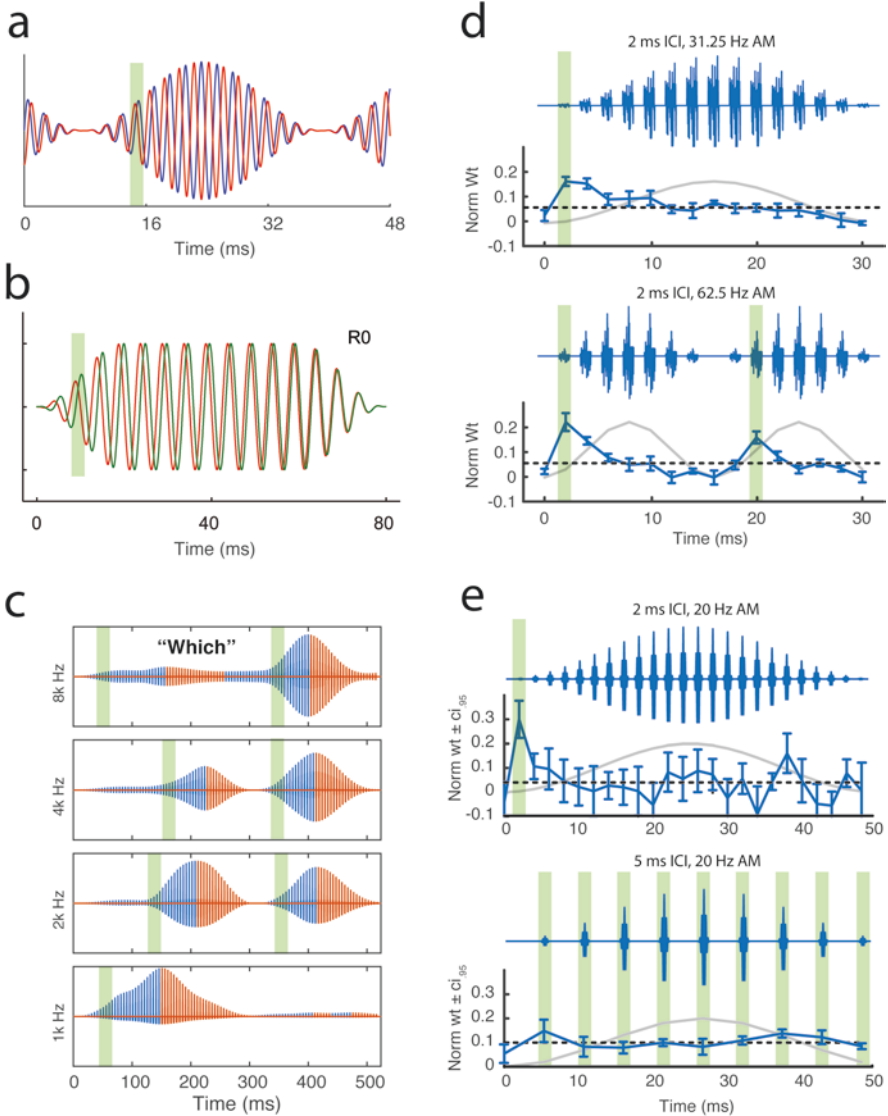 a
0 16 32 48
Time (ms)
b
R0
0 40 80
Time (ms)
c
"Which"
8k Hz
4k Hz
2k Hz
1k Hz
0 100 200 300 400 500
Time (ms)
d
2 ms ICI, 31.25 Hz AM
Norm Wt
0.2
0.1
0
-0.1
0 10 20 30
2 ms ICI, 62.5 Hz AM
Norm Wt
0.2
0.1
0
-0.1
0 10 20 30
Time (ms)
e
2 ms ICI, 20 Hz AM
Norm wt ± ci.95
0.3
0.2
0.1
0
-0.1
0 10 20 30 40 50
5 ms ICI, 20 Hz AM
Norm wt ± ci.95
0.3
0.2
0.1
0
0 10 20 30 40 50
Time (ms)